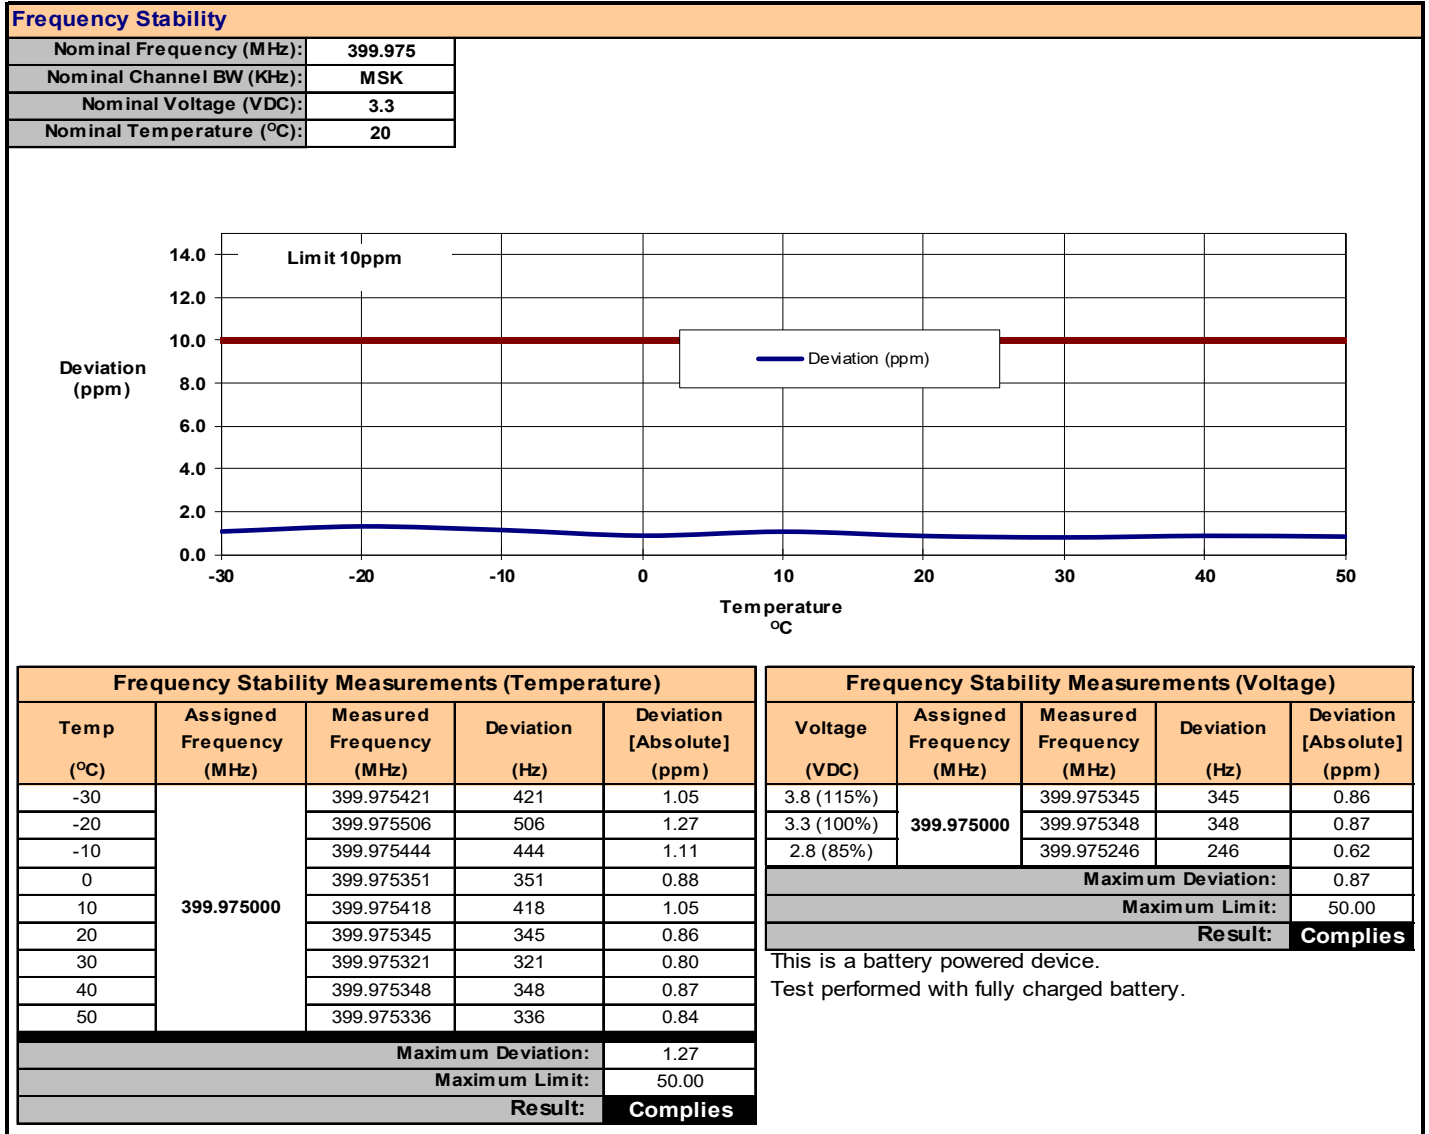 Frequency Stability
Nominal Frequency (MHz): 399.975
Nominal Channel BW (KHz): MSK
Nominal Voltage (VDC): 3.3
Nominal Temperature (ᴼC): 20
Limit 10ppm
14.0
12.0
10.0
8.0
6.0
4.0
2.0
0.0
Deviation
(ppm)
Deviation (ppm)
-30 -20 -10 0 10 20 30 40 50
Temperature
ᴼC
Frequency Stability Measurements (Temperature)
Temp Assigned Measured Deviation Deviation
Frequency Frequency [Absolute]
(ᴼC) (MHz) (MHz) (Hz) (ppm)
-30 399.975421 421 1.05
-20 399.975506 506 1.27
-10 399.975444 444 1.11
0 399.975351 351 0.88
10 399.975000 399.975418 418 1.05
20 399.975345 345 0.86
30 399.975321 321 0.80
40 399.975348 348 0.87
50 399.975336 336 0.84
Maximum Deviation: 1.27
Maximum Limit: 50.00
Result: Complies
Frequency Stability Measurements (Voltage)
Voltage Assigned Measured Deviation Deviation
Frequency Frequency [Absolute]
(VDC) (MHz) (MHz) (Hz) (ppm)
3.8 (115%) 399.975345 345 0.86
3.3 (100%) 399.975000 399.975348 348 0.87
2.8 (85%) 399.975246 246 0.62
Maximum Deviation: 0.87
Maximum Limit: 50.00
Result: Complies
This is a battery powered device.
Test performed with fully charged battery.